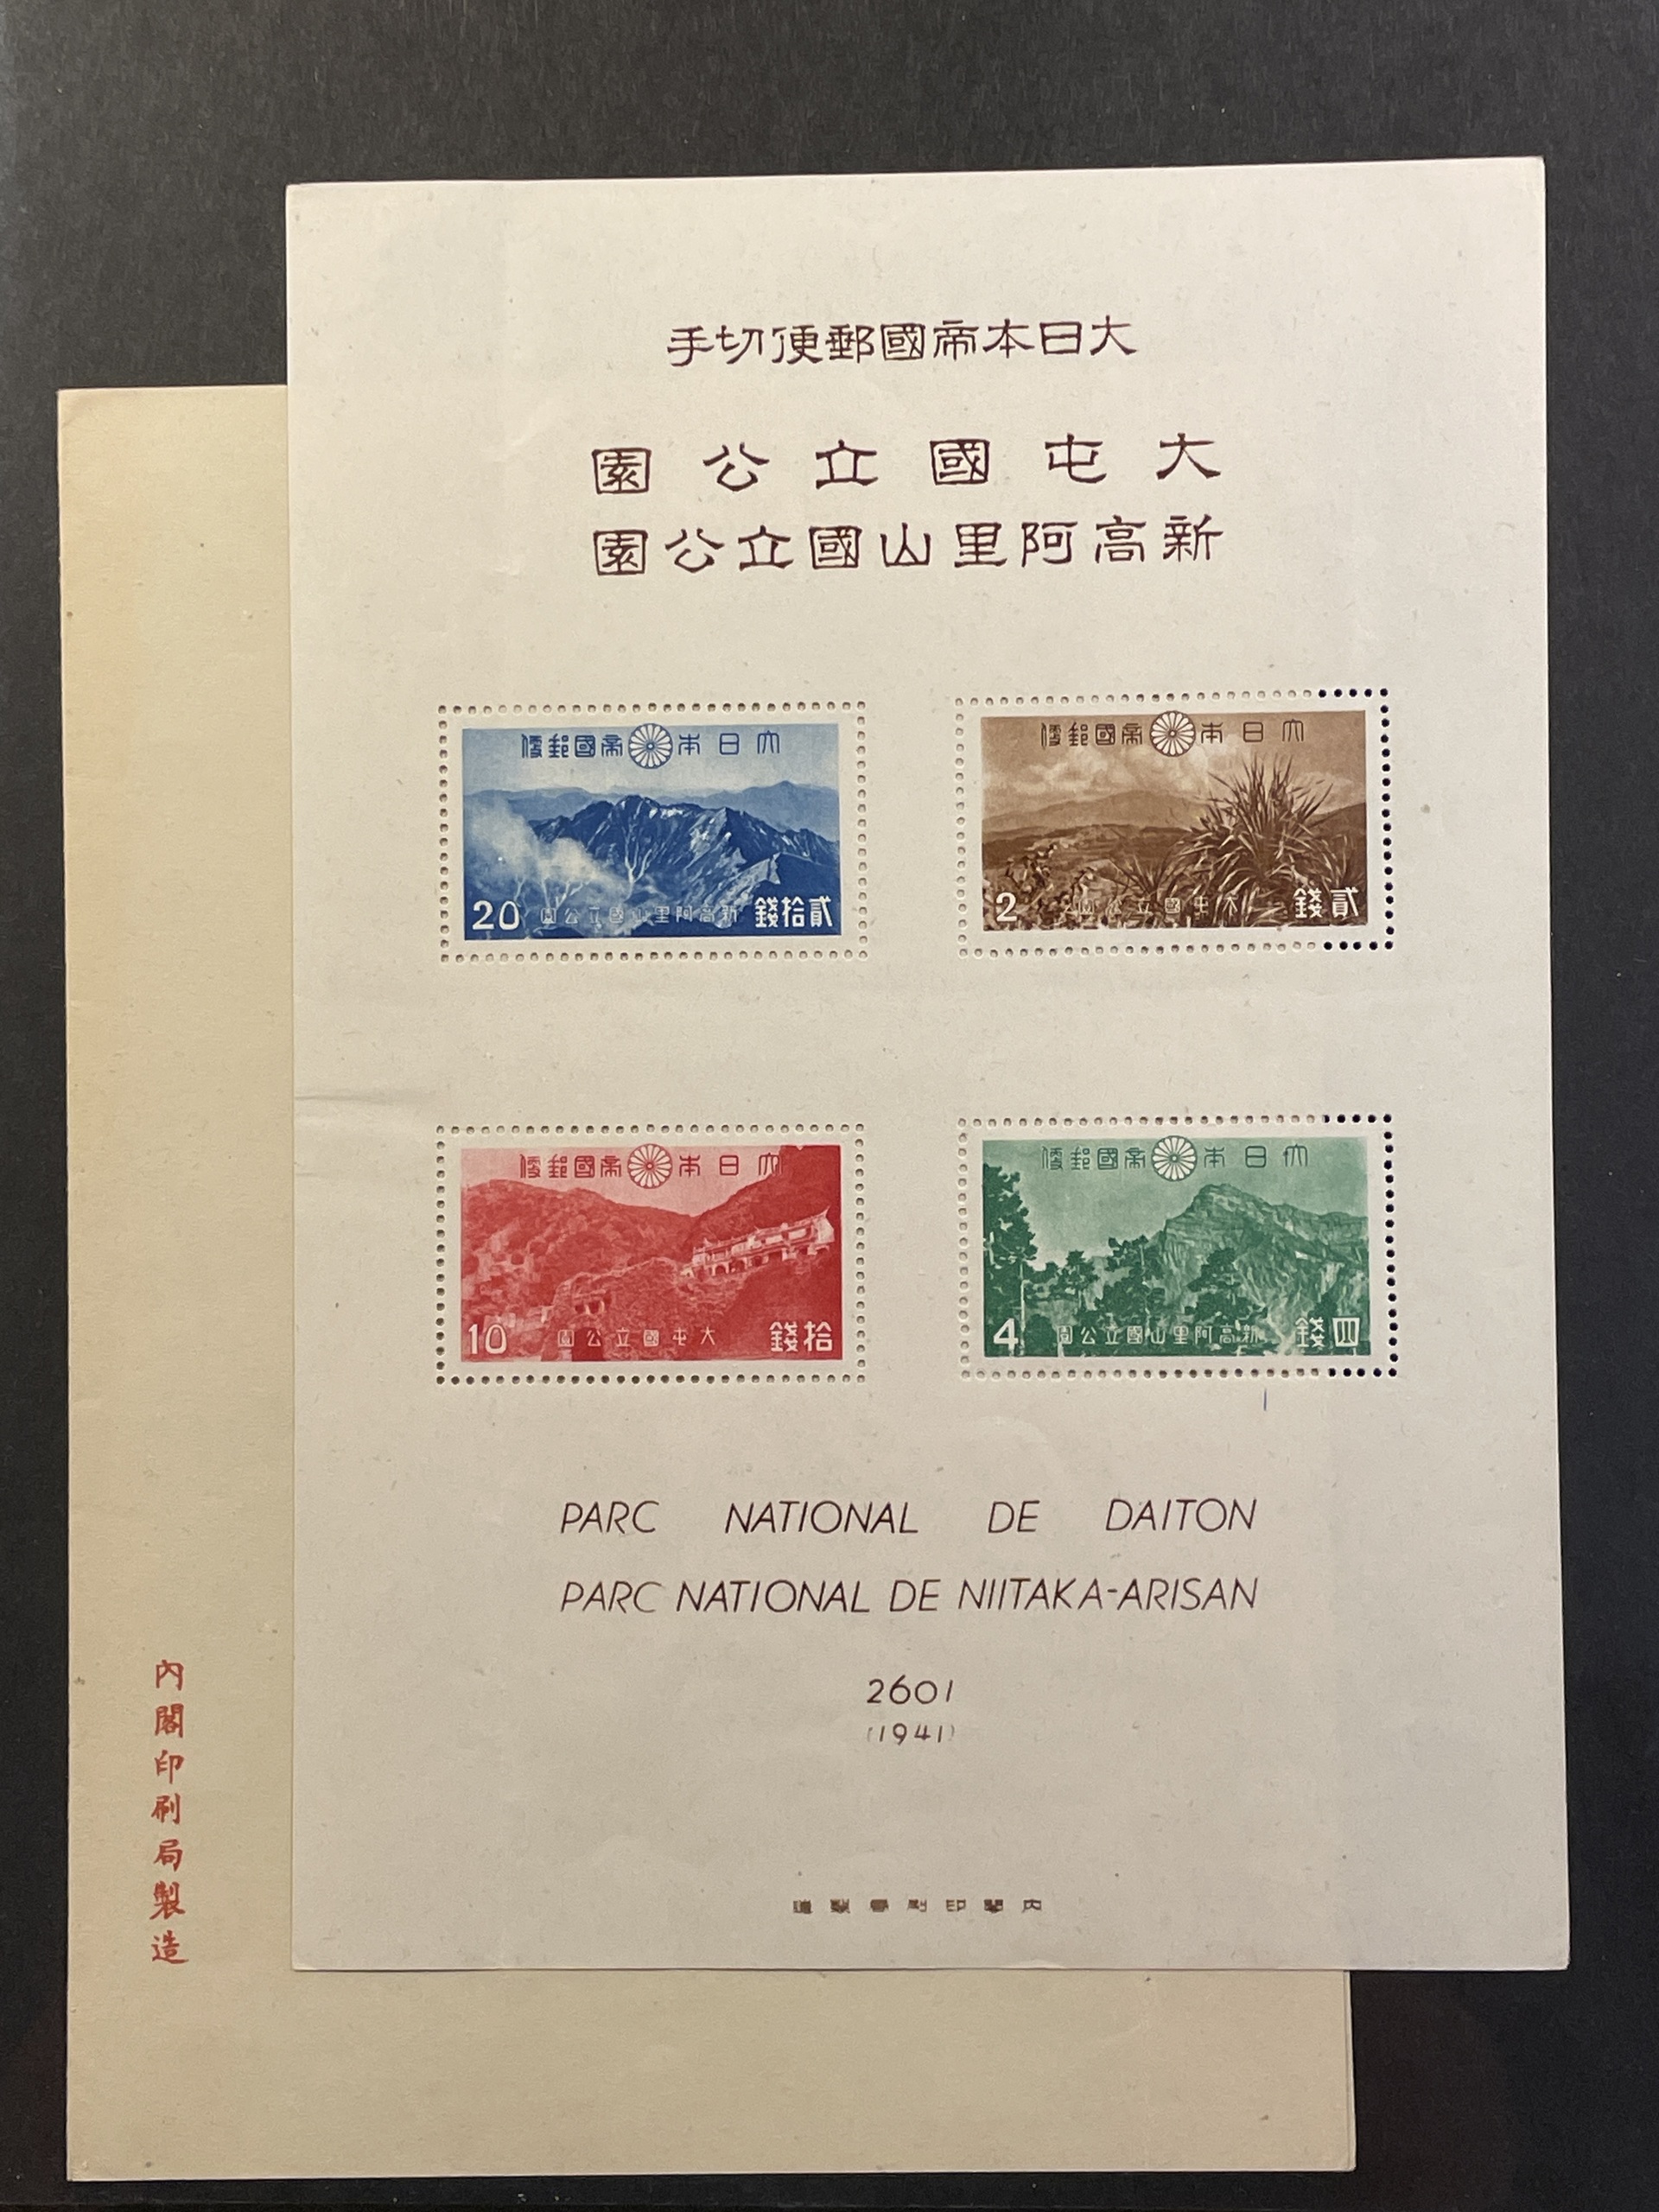 大日本帝國郵便切手
大屯國立公園
新高阿里山國立公園
大日本帝國郵便
20 新高阿里山國立公園 貳拾錢
大日本帝國郵便
2 大屯國立公園 貳錢
大日本帝國郵便
10 大屯國立公園 拾錢
大日本帝國郵便
4 新高阿里山國立公園 四錢
PARC NATIONAL DE DAITON
PARC NATIONAL DE NIITAKA-ARISAN
2601
(1941)
內閣印刷局製造
內閣印刷局製造